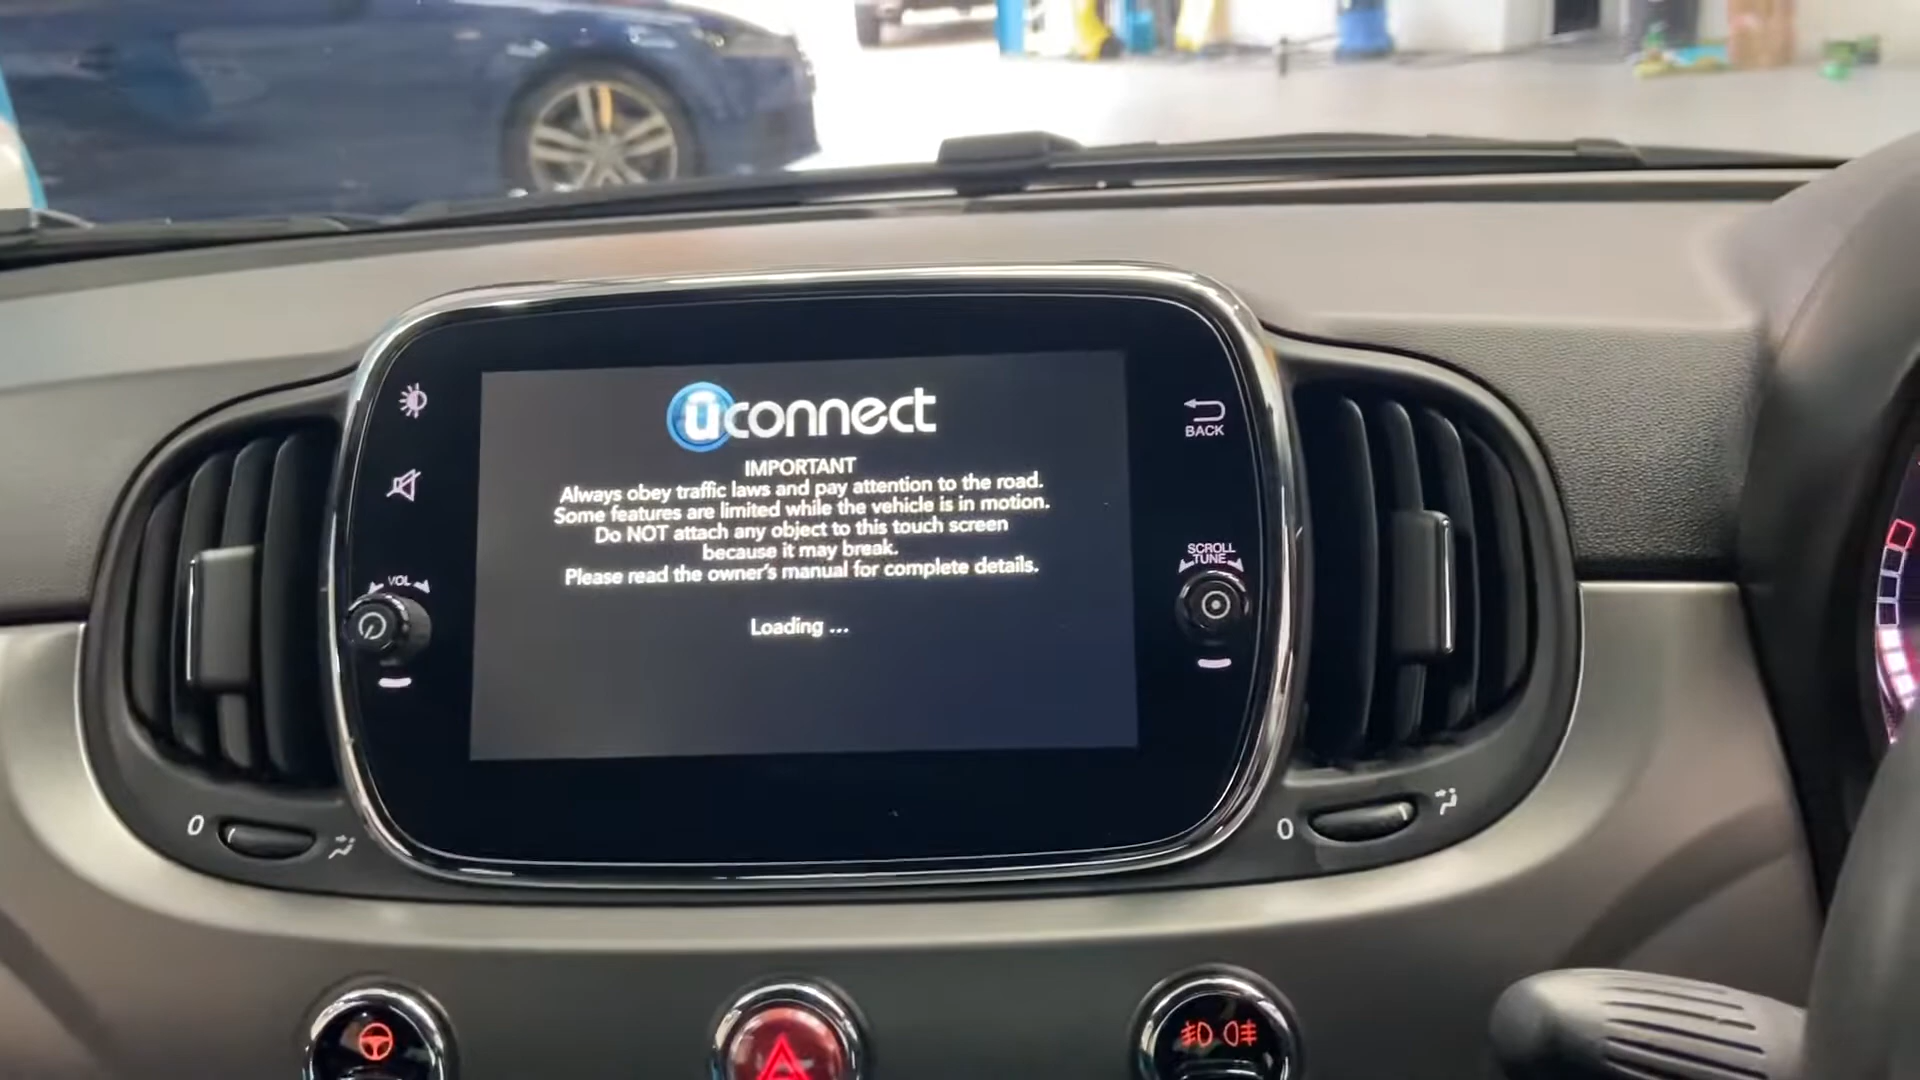 ûconnect
IMPORTANT
Always obey traffic laws and pay attention to the road.
Some features are limited while the vehicle is in motion.
Do NOT attach any object to this touch screen
because it may break.
Please read the owner's manual for complete details.
Loading ...
BACK
VOL
SCROLL
TUNE
0
0